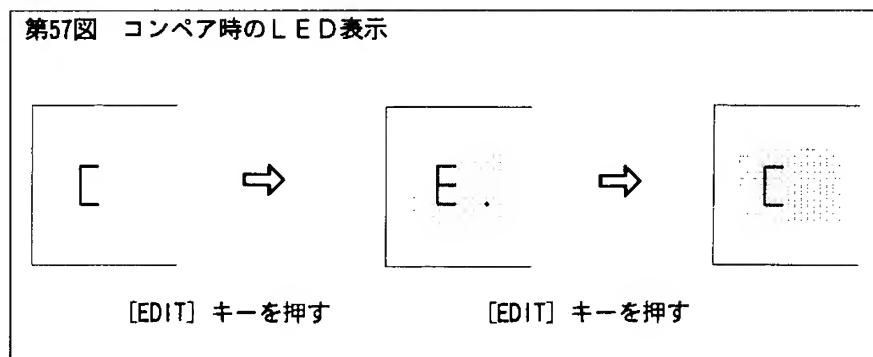 第57図 コンペア時のLED表示
[ ⇨ E. ⇨ [
[EDIT] キーを押す [EDIT] キーを押す